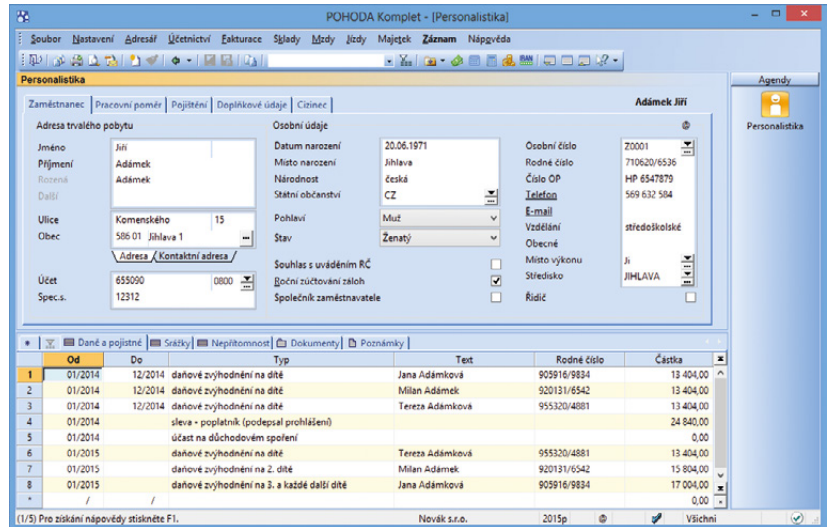 POHODA Komplet - [Personalistika]
Soubor Nastavení Adresář Účetnictví Fakturace Sklady Mzdy Jízdy Majetek Záznam Nápověda
Personalistika
Agendy
Zaměstnanec Pracovní poměr Pojištění Doplňkové údaje Cizinec Adámek Jiří
Personalistika
Adresa trvalého pobytu Osobní údaje
Jméno Jiří Datum narození 20.06.1971 Osobní číslo Z0001
Příjmení Adámek Místo narození Jihlava Rodné číslo 710620/6536
Rozená Adámek Národnost česká Číslo OP HP 6547879
Další Státní občanství CZ Telefon 569 632 584
E-mail
Ulice Komenského 15 Pohlaví Muž Vzdělání středoškolské
Obec 586 01 Jihlava 1 Stav Ženatý Obecné
Adresa Kontaktní adresa Souhlas s uváděním RČ Místo výkonu Ji
Účet 655090 0800 Roční zúčtování záloh Středisko JIHLAVA
Spec.s. 12312 Společník zaměstnavatele Řidič
Daně a pojistné Srážky Nepřítomnost Dokumenty Poznámky
Od Do Typ Text Rodné číslo Částka
1 01/2014 12/2014 daňové zvýhodnění na dítě Jana Adámková 905916/9834 13 404,00
2 01/2014 12/2014 daňové zvýhodnění na dítě Milan Adámek 920131/6542 13 404,00
3 01/2014 12/2014 daňové zvýhodnění na dítě Tereza Adámková 955320/4881 13 404,00
4 01/2014 sleva - poplatník (podepsal prohlášení) 24 840,00
5 01/2014 účast na důchodovém spoření 0,00
6 01/2015 daňové zvýhodnění na dítě Tereza Adámková 955320/4881 13 404,00
7 01/2015 daňové zvýhodnění na 2. dítě Milan Adámek 920131/6542 15 804,00
8 01/2015 daňové zvýhodnění na 3. a každé další dítě Jana Adámková 905916/9834 17 004,00
* / / 0,00
(1/5) Pro získání nápovědy stiskněte F1. Novák s.r.o. 2015p @ Všichni